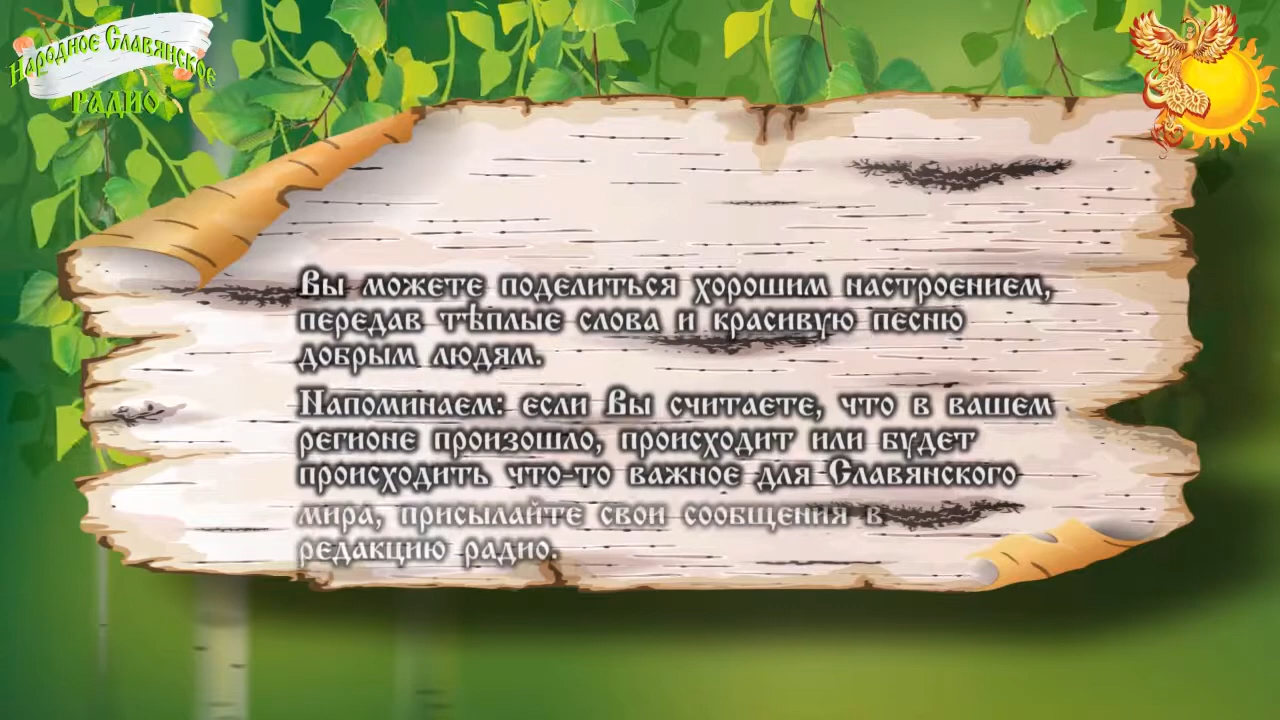 Народное Славянское
РАДИО
Вы можете поделиться хорошим настроением,
передав тѣплые слова и красивую песню
добрым людям.
Напоминаем: если Вы считаете, что в вашем
регионе произошло, происходит или будет
происходить что-то важное для Славянского
мира, присылайте свои сообщения в
редакцию радио.